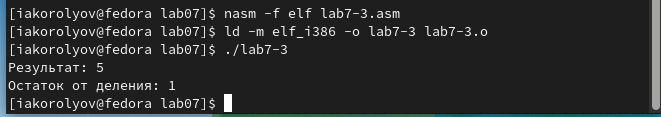 [iakorolyov@fedora lab07]$ nasm -f elf lab7-3.asm
[iakorolyov@fedora lab07]$ ld -m elf_i386 -o lab7-3 lab7-3.o
[iakorolyov@fedora lab07]$ ./lab7-3
Результат: 5
Остаток от деления: 1
[iakorolyov@fedora lab07]$